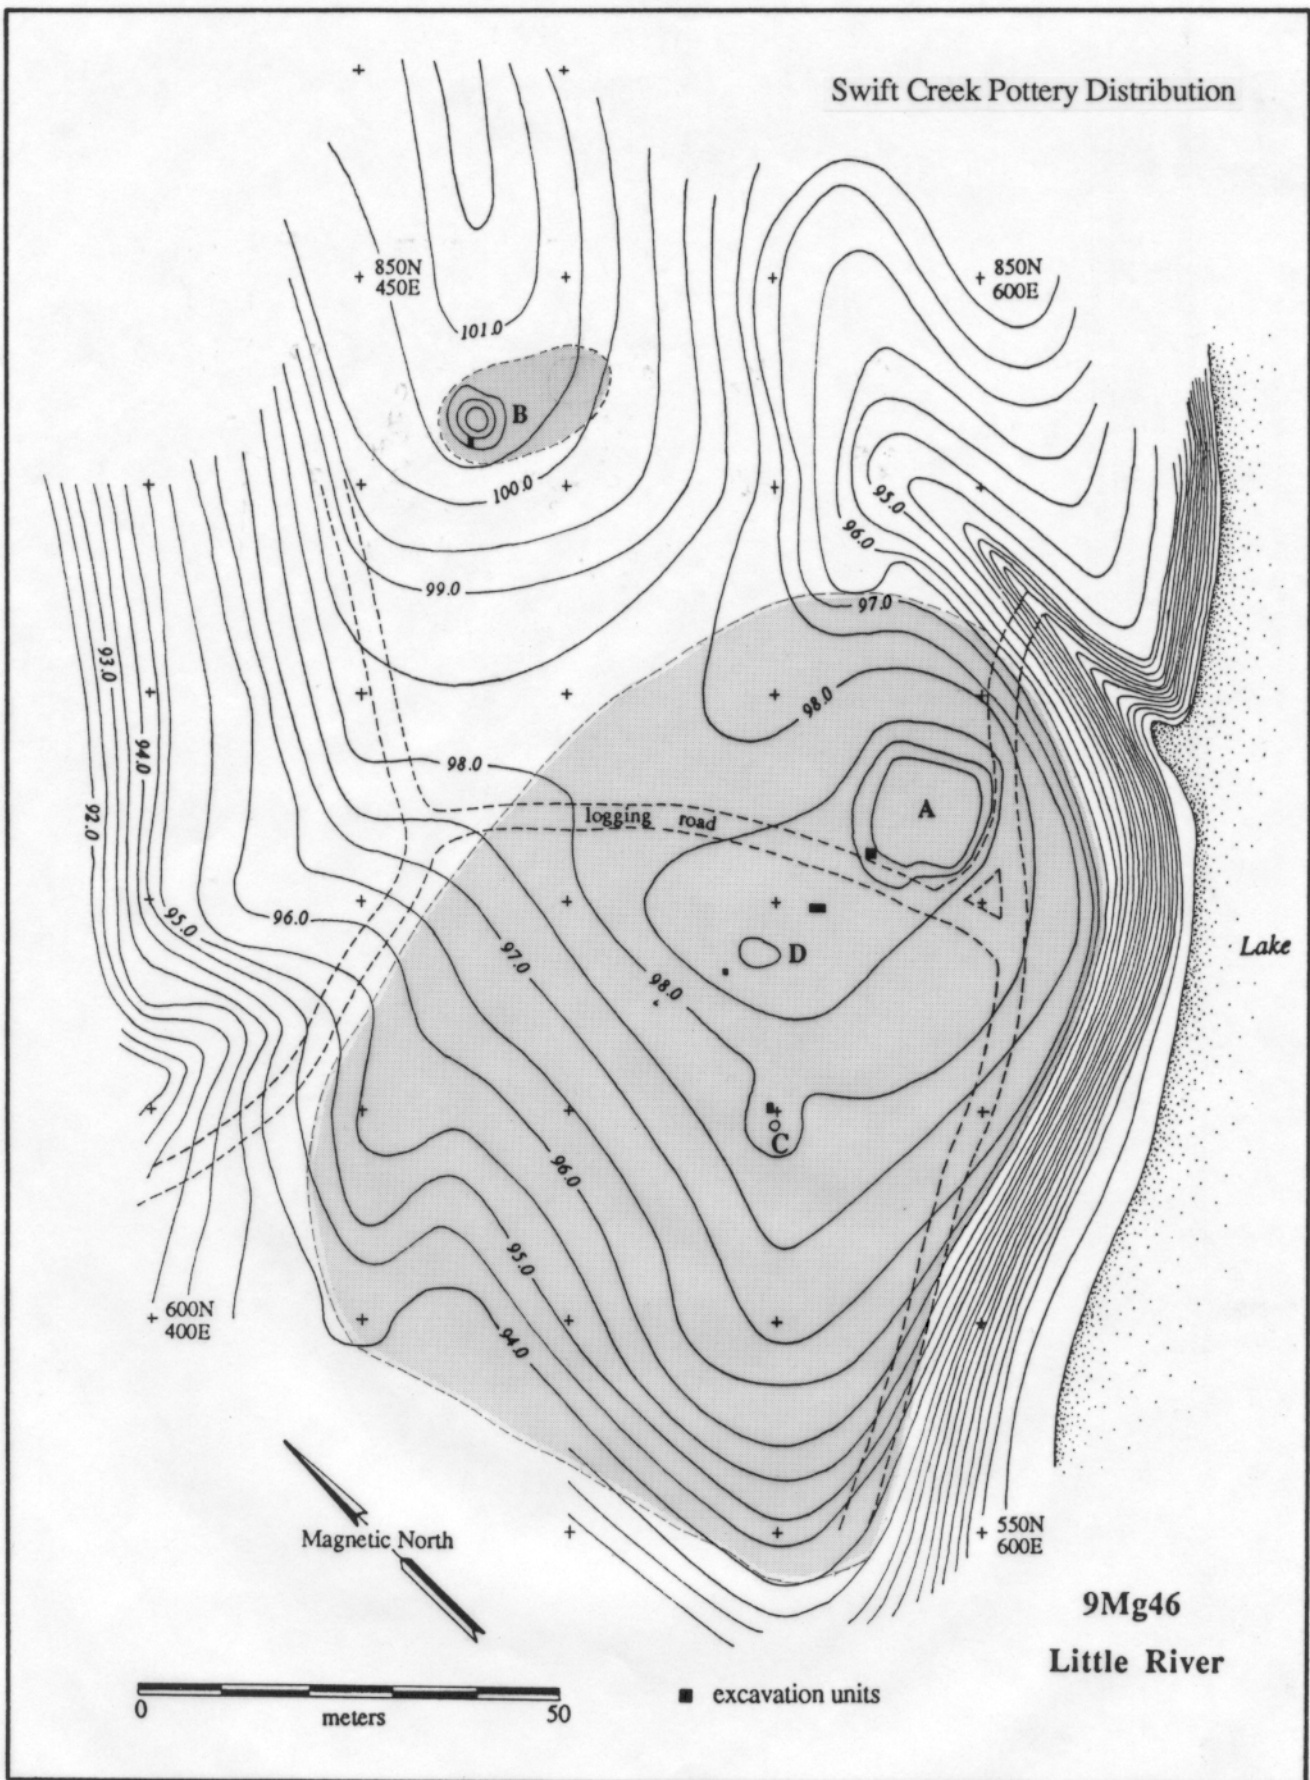 Swift Creek Pottery Distribution
850N
450E
850N
600E
101.0
B
100.0
95.0
96.0
99.0
97.0
93.0
98.0
94.0
98.0
92.0
A
logging road
96.0
95.0
97.0
D
98.0
Lake
C
96.0
95.0
600N
400E
94.0
Magnetic North
550N
600E
9Mg46
Little River
0
meters
50
excavation units